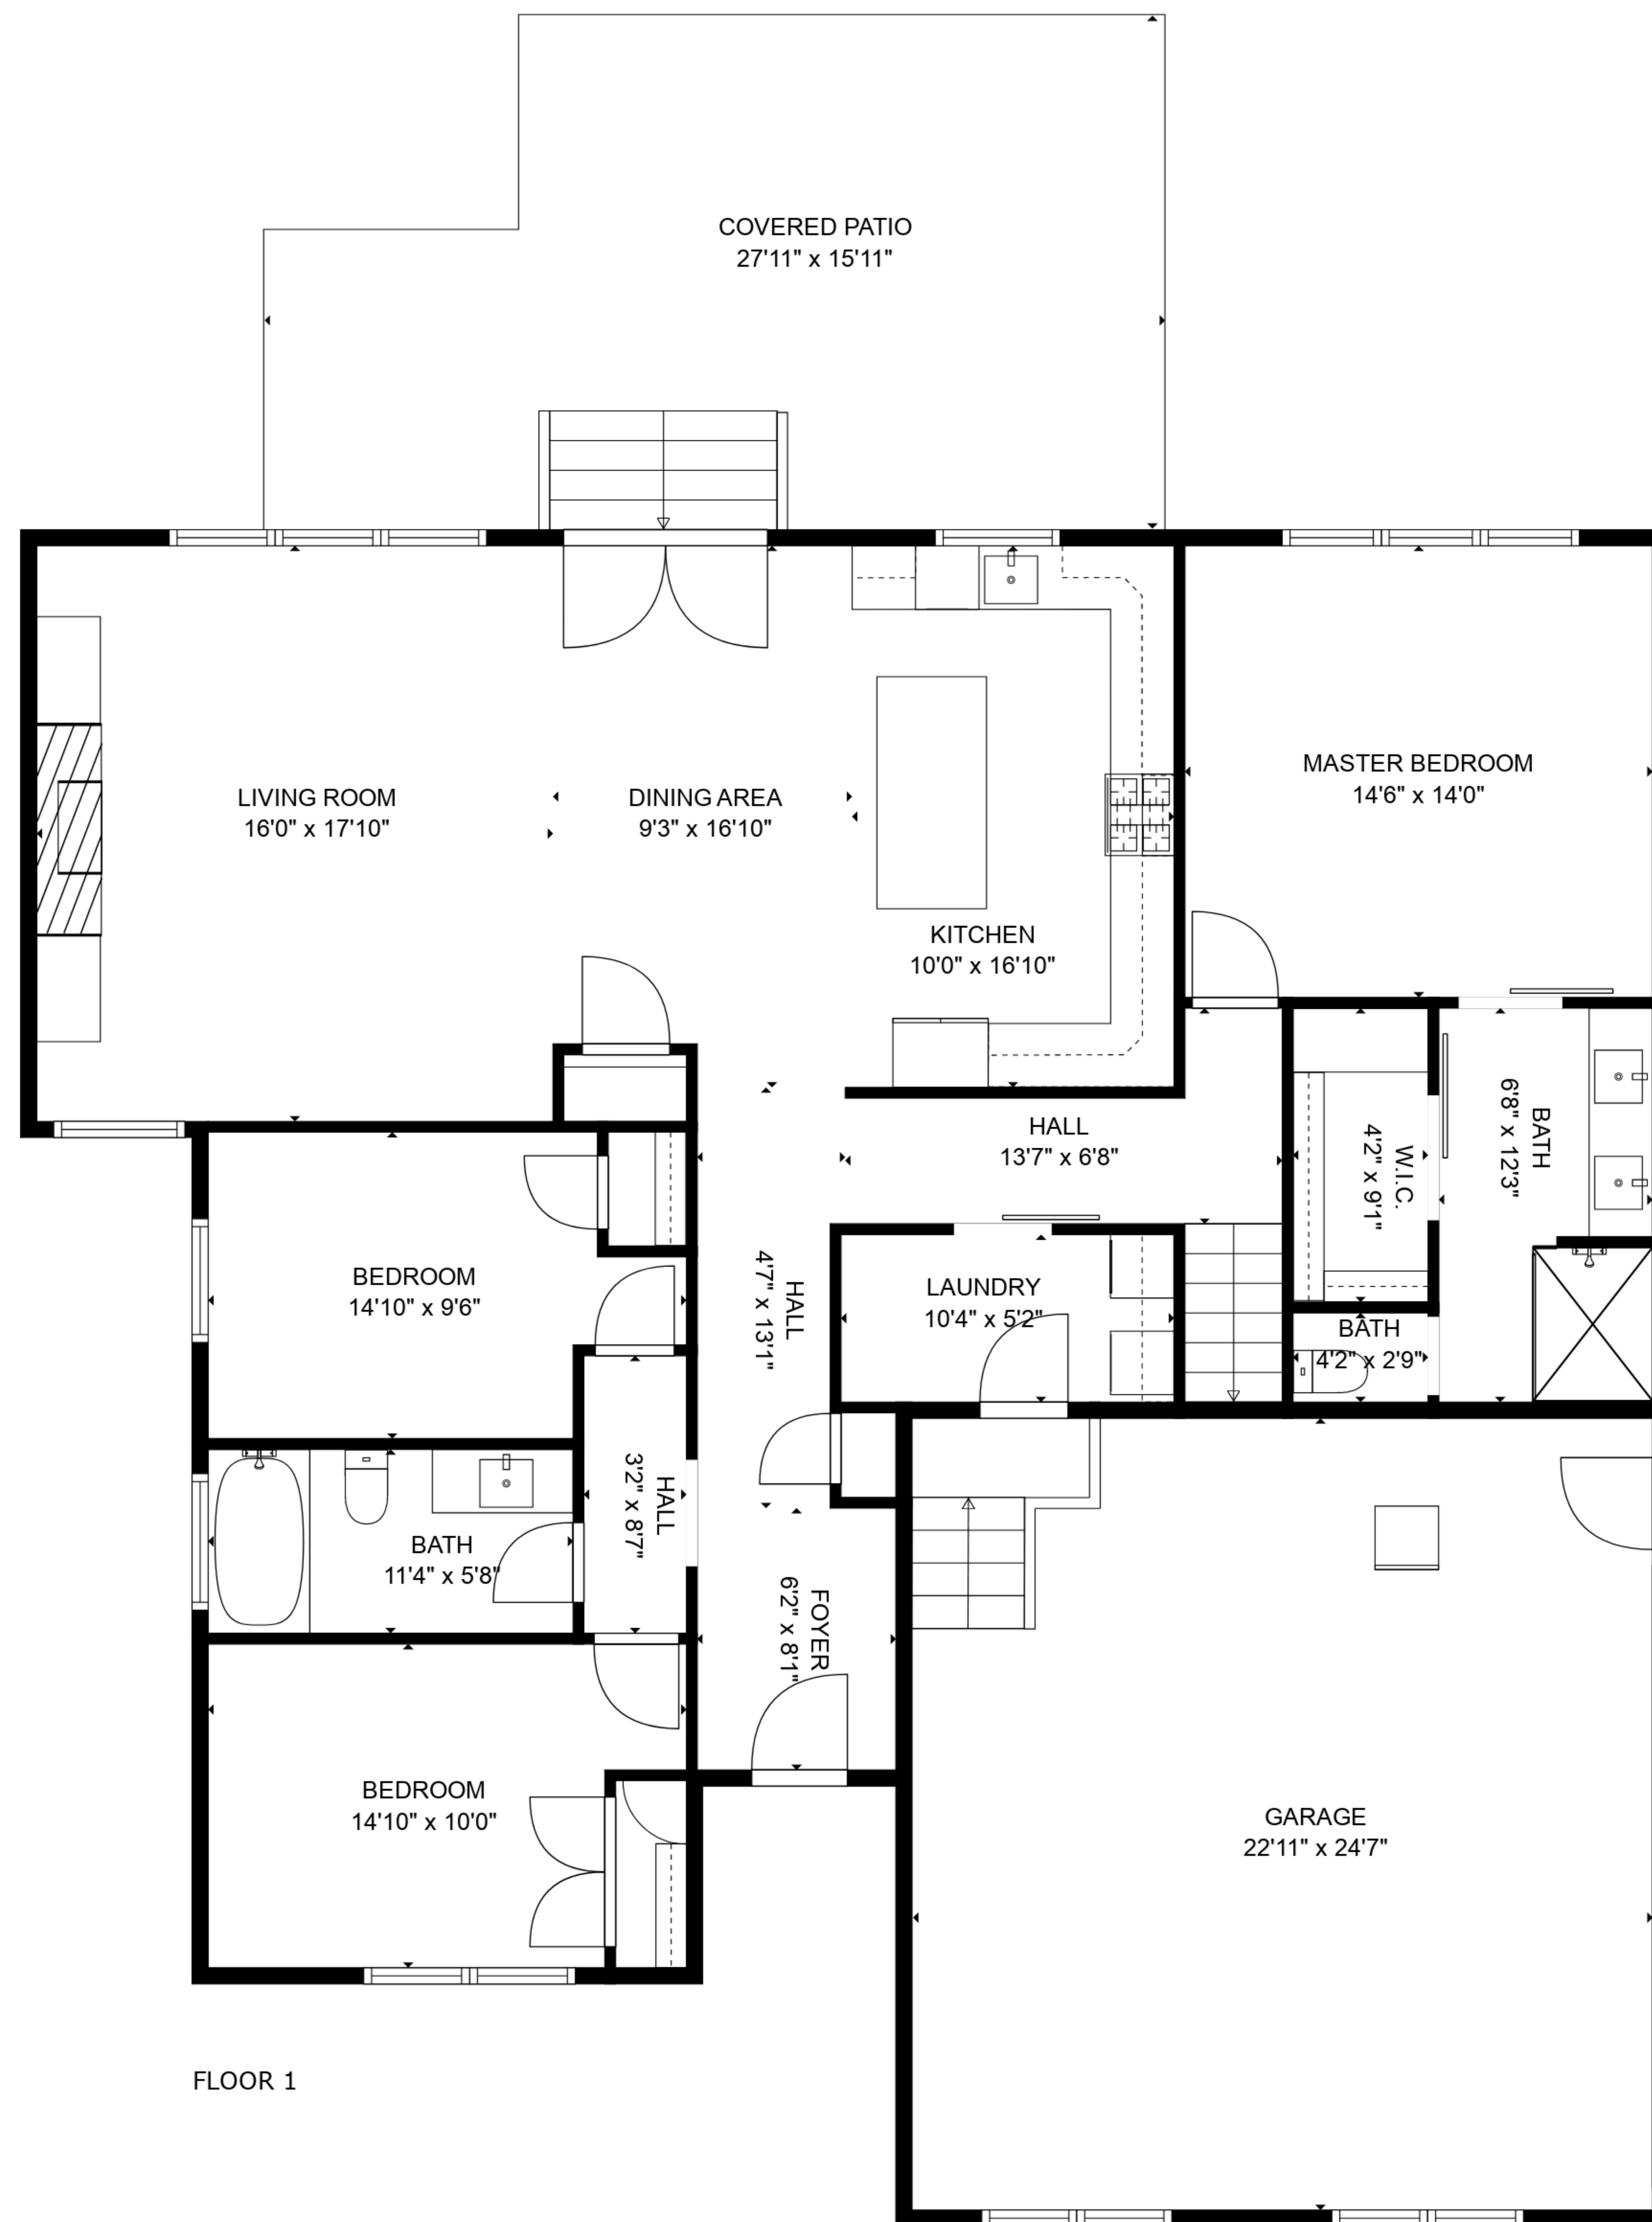 COVERED PATIO
27'11" x 15'11"
LIVING ROOM
16'0" x 17'10"
DINING AREA
9'3" x 16'10"
KITCHEN
10'0" x 16'10"
MASTER BEDROOM
14'6" x 14'0"
HALL
13'7" x 6'8"
W.I.C.
4'2" x 9'1"
BATH
6'8" x 12'3"
BEDROOM
14'10" x 9'6"
HALL
4'7" x 13'1"
LAUNDRY
10'4" x 5'2"
BATH
4'2" x 2'9"
BATH
11'4" x 5'8"
HALL
3'2" x 8'7"
FOYER
6'2" x 8'1"
BEDROOM
14'10" x 10'0"
GARAGE
22'11" x 24'7"
FLOOR 1